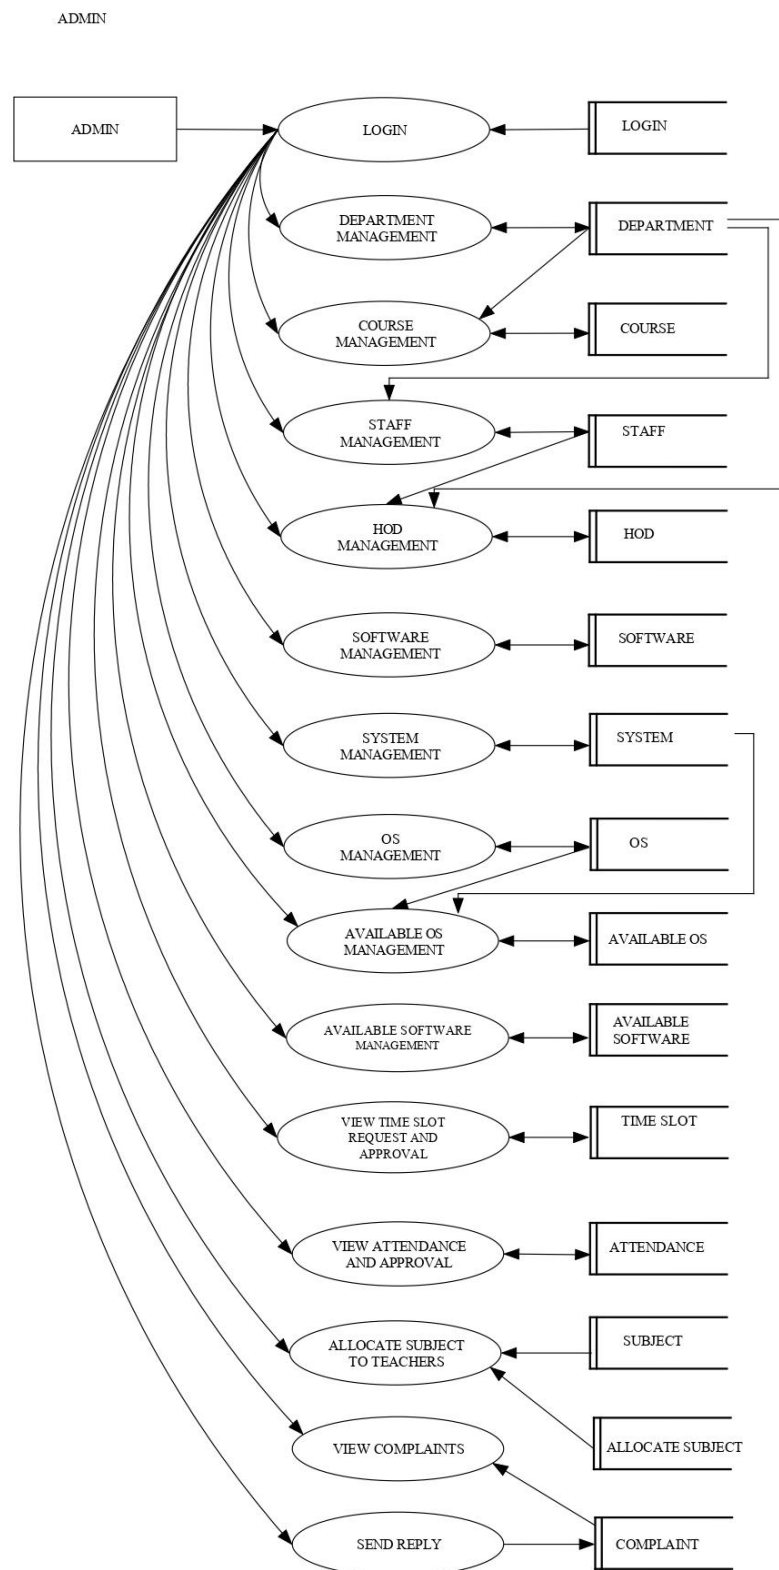 ADMIN
ADMIN
LOGIN
LOGIN
DEPARTMENT
MANAGEMENT
DEPARTMENT
COURSE
MANAGEMENT
COURSE
STAFF
MANAGEMENT
STAFF
HOD
MANAGEMENT
HOD
SOFTWARE
MANAGEMENT
SOFTWARE
SYSTEM
MANAGEMENT
SYSTEM
OS
MANAGEMENT
OS
AVAILABLE OS
MANAGEMENT
AVAILABLE OS
AVAILABLE SOFTWARE
MANAGEMENT
AVAILABLE
SOFTWARE
VIEW TIME SLOT
REQUEST AND
APPROVAL
TIME SLOT
VIEW ATTENDANCE
AND APPROVAL
ATTENDANCE
ALLOCATE SUBJECT
TO TEACHERS
SUBJECT
VIEW COMPLAINTS
ALLOCATE SUBJECT
SEND REPLY
COMPLAINT